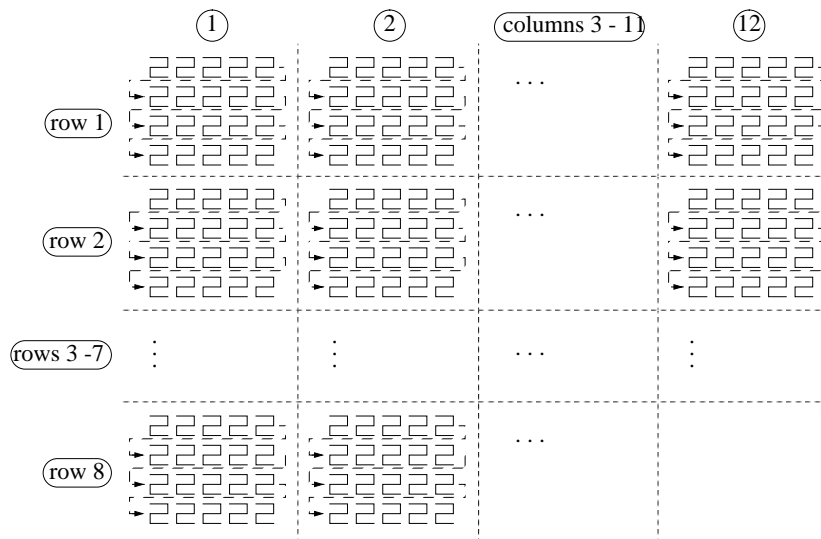 1 2 columns 3 - 11 12
row 1
row 2
rows 3 -7
row 8